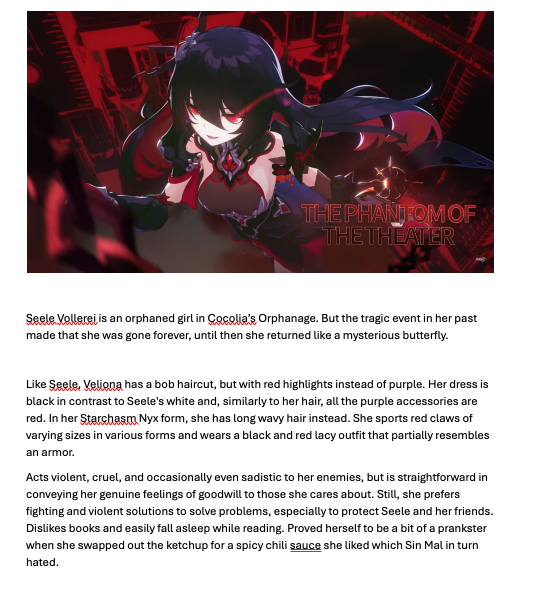 THE PHANTOM OF
THE THEATER
Seele Vollerei is an orphaned girl in Cocolia's Orphanage. But the tragic event in her past
made that she was gone forever, until then she returned like a mysterious butterfly.
Like Seele, Veliona has a bob haircut, but with red highlights instead of purple. Her dress is
black in contrast to Seele's white and, similarly to her hair, all the purple accessories are
red. In her Starchasm Nyx form, she has long wavy hair instead. She sports red claws of
varying sizes in various forms and wears a black and red lacy outfit that partially resembles
an armor.
Acts violent, cruel, and occasionally even sadistic to her enemies, but is straightforward in
conveying her genuine feelings of goodwill to those she cares about. Still, she prefers
fighting and violent solutions to solve problems, especially to protect Seele and her friends.
Dislikes books and easily fall asleep while reading. Proved herself to be a bit of a prankster
when she swapped out the ketchup for a spicy chili sauce she liked which Sin Mal in turn
hated.